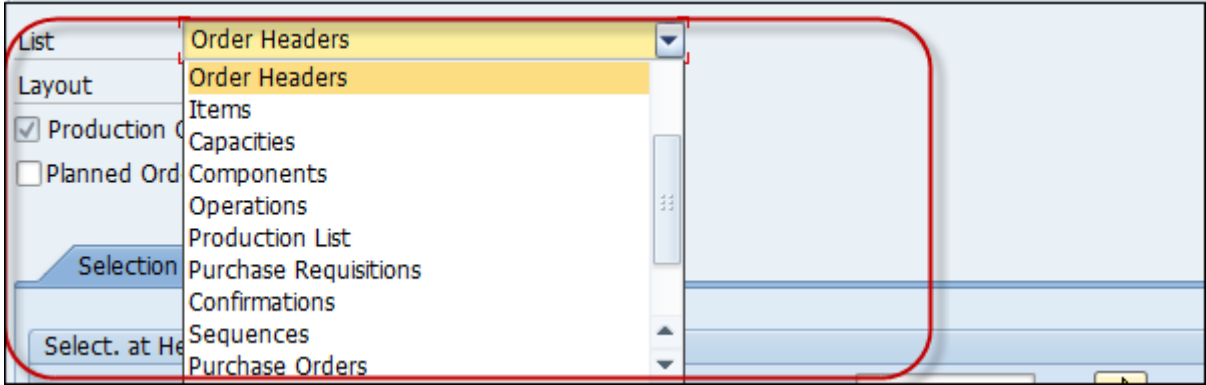 List Order Headers
Order Headers
Layout
Items
Production
Capacities
Planned Ord
Components
Operations
Production List
Selection
Purchase Requisitions
Confirmations
Sequences
Select. at He
Purchase Orders